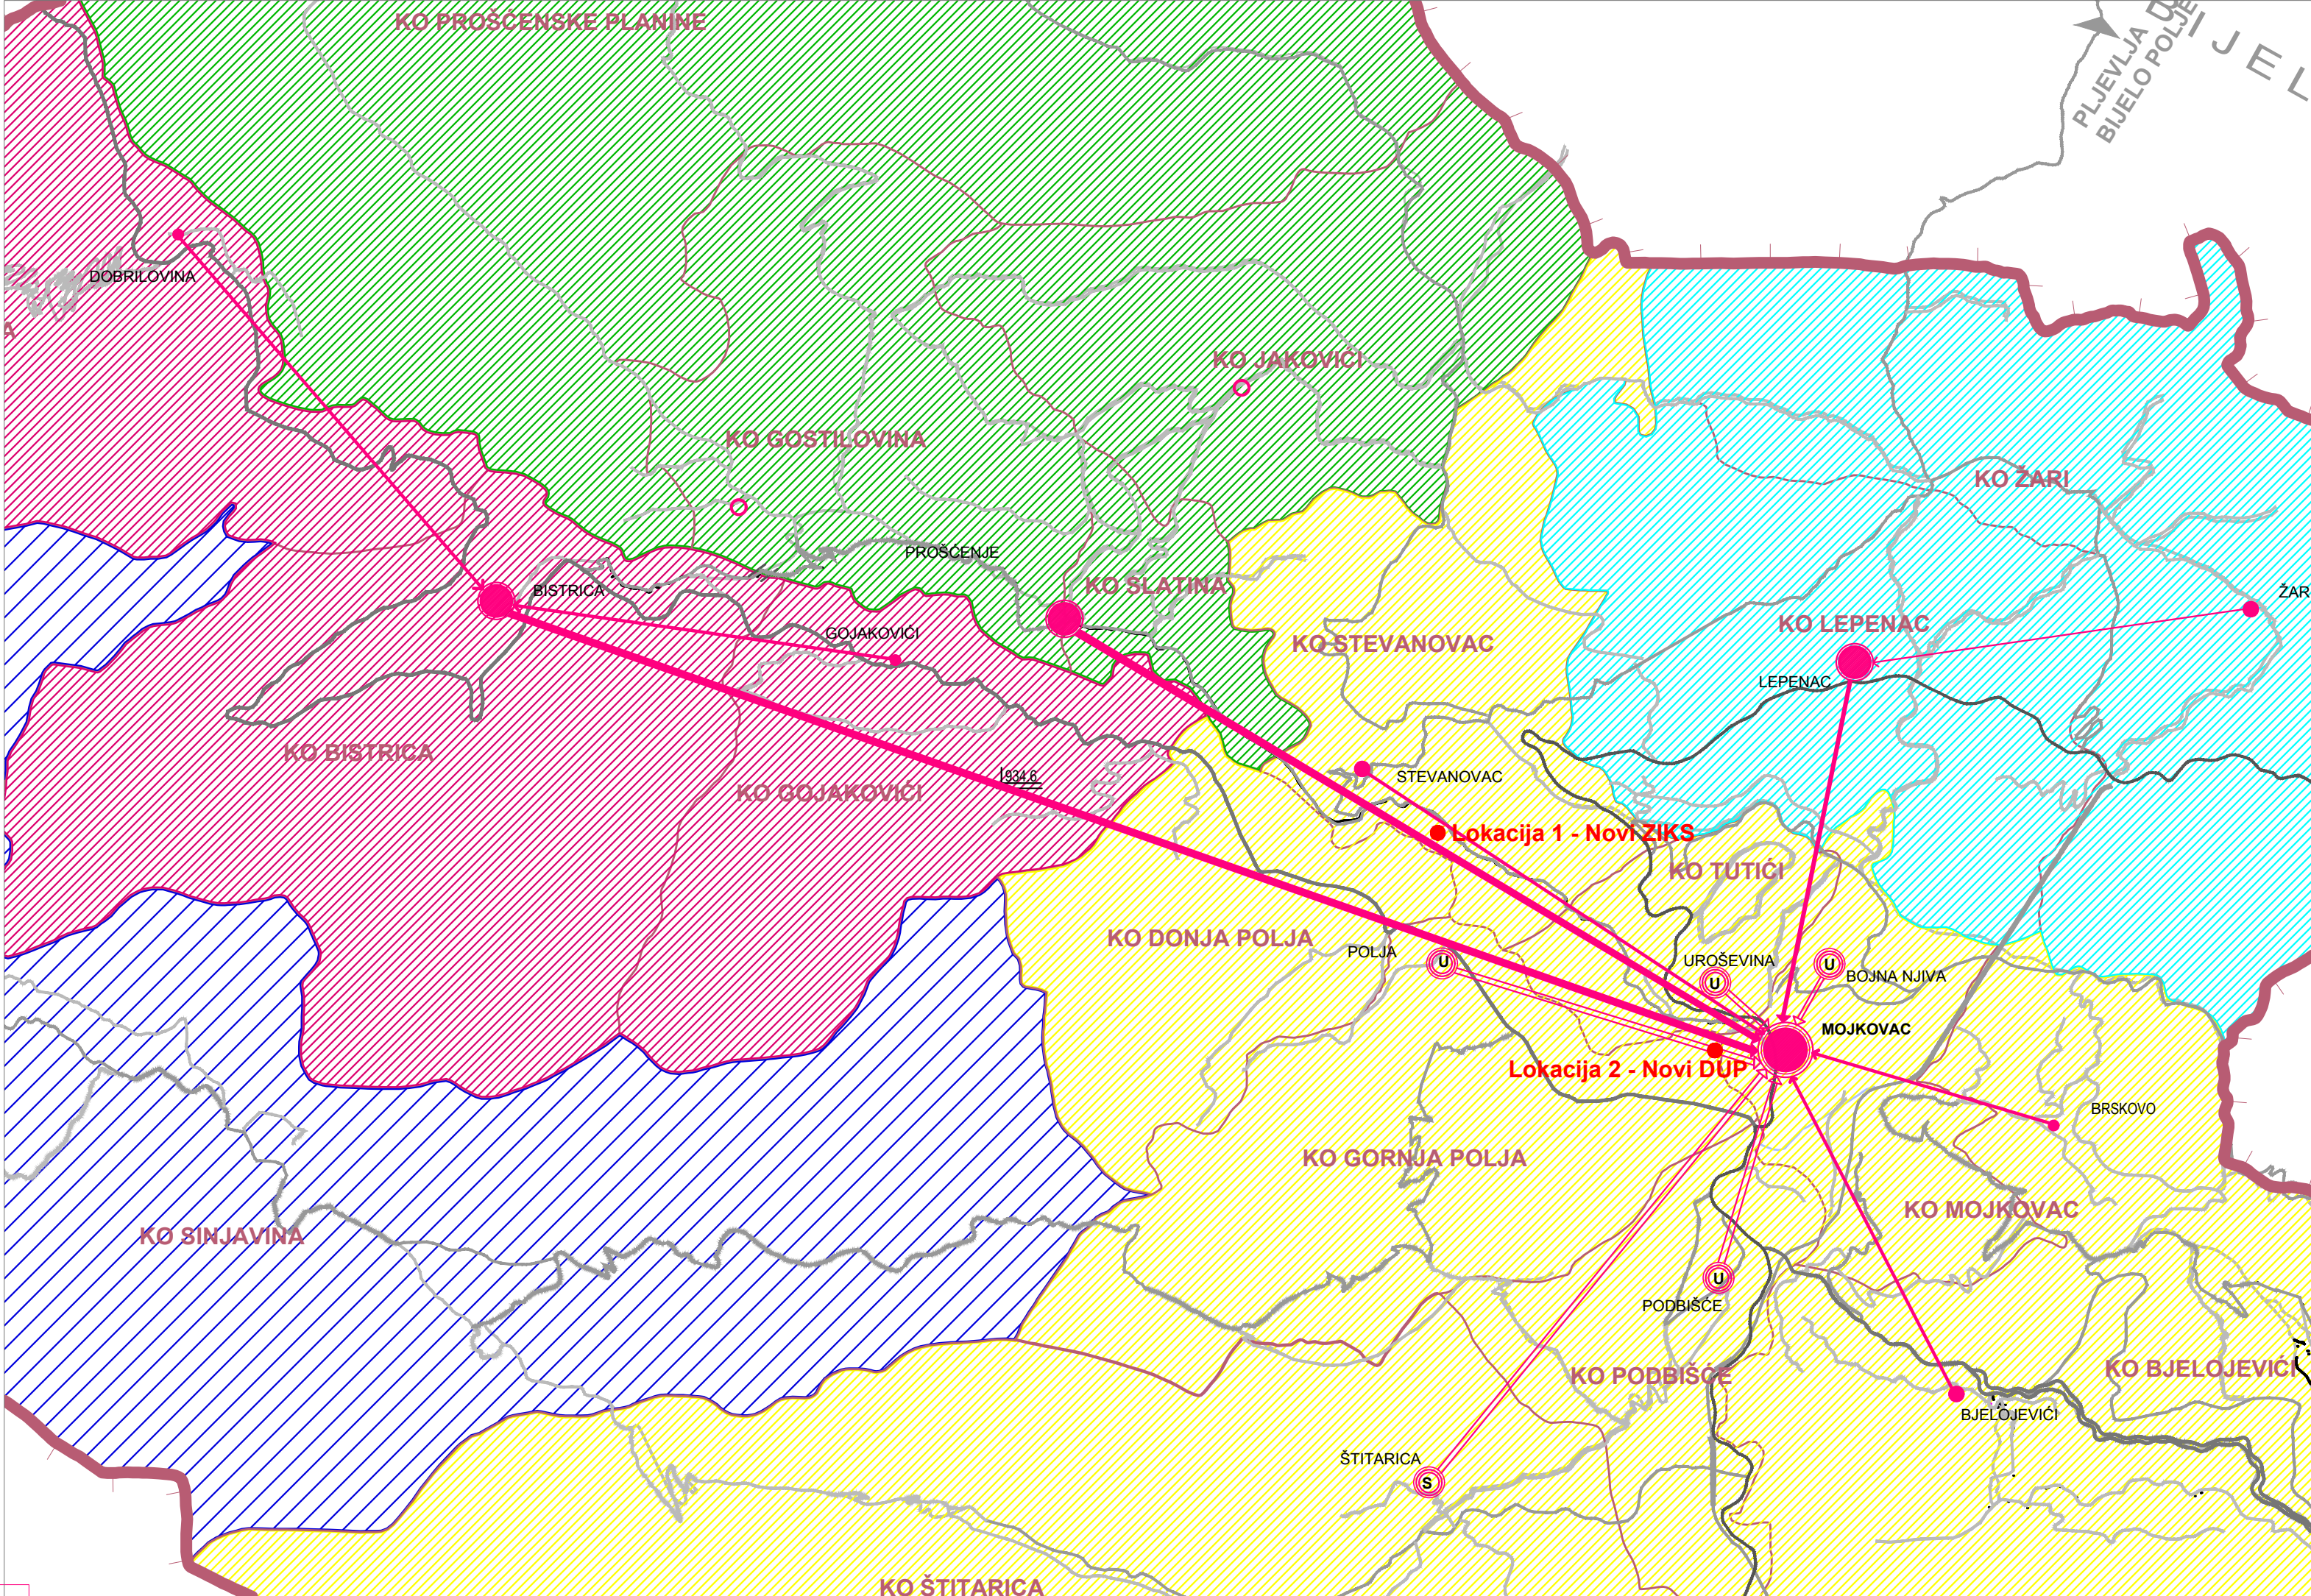 KO PROŠĆENSKE PLANINE
PLJEVLJA
BIJELO POLJE
BIJEL
DOBRILOVINA
A
KO JAKOVIĆI
KO GOSTILOVINA
KO ŽARI
PROŠĆENJE
KO SLATINA
BISTRICA
ŽAR
GOJAKOVIĆI
KO STEVANOVAC
KO LEPENAC
LEPENAC
KO BISTRICA
1934.6
KO GOJAKOVIĆI
STEVANOVAC
Lokacija 1 - Novi ZIKS
KO TUTIĆI
KO DONJA POLJA
POLJA
U
UROŠEVINA
U
U
BOJNA NJIVA
MOJKOVAC
Lokacija 2 - Novi DUP
BRSKOVO
KO GORNJA POLJA
KO MOJKOVAC
KO SINJAVINA
U
PODBIŠĆE
KO PODBIŠĆE
KO BJELOJEVIĆI
BJELOJEVIĆI
ŠTITARICA
S
KO ŠTITARICA